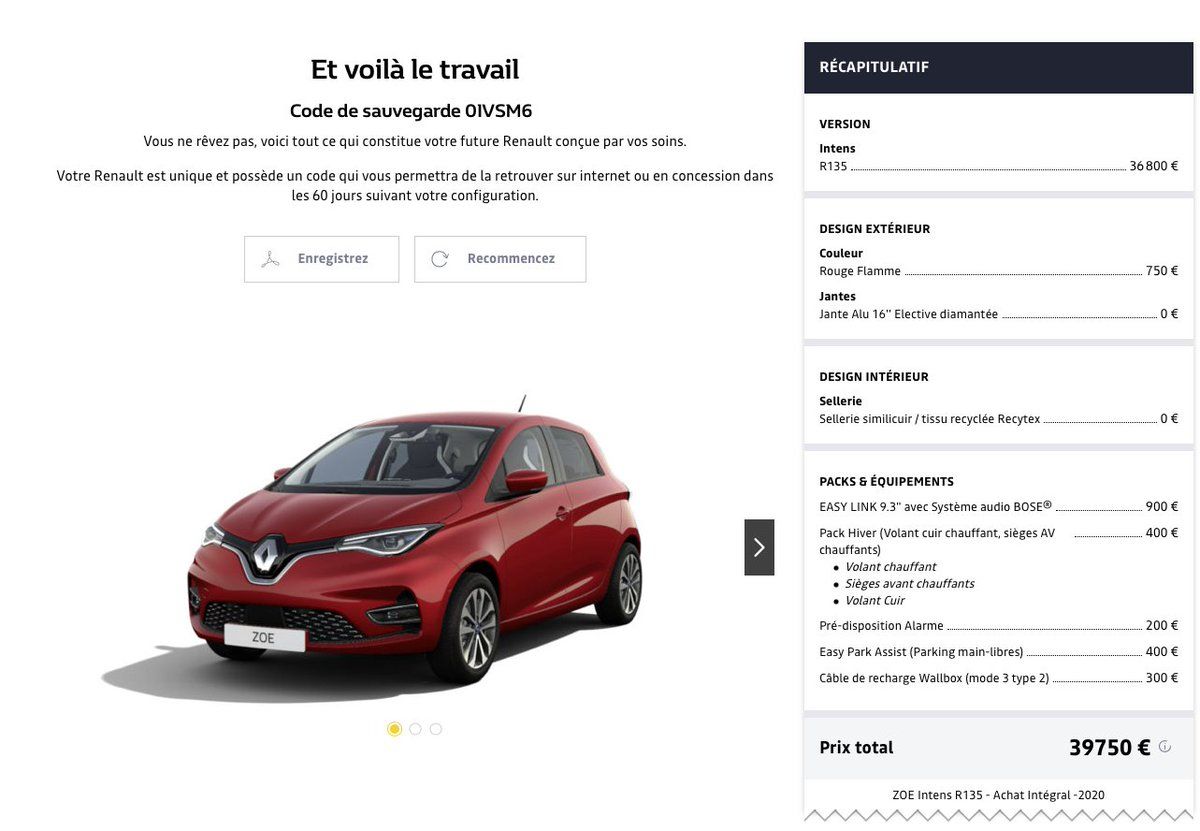 Et voilà le travail
Code de sauvegarde 01VSM6
Vous ne rêvez pas, voici tout ce qui constitue votre future Renault conçue par vos soins.
Votre Renault est unique et possède un code qui vous permettra de la retrouver sur internet ou en concession dans
les 60 jours suivant votre configuration.
Enregistrez
Recommencez
ZOE
RÉCAPITULATIF
VERSION
Intens
R135 36 800 €
DESIGN EXTÉRIEUR
Couleur
Rouge Flamme 750 €
Jantes
Jante Alu 16'' Elective diamantée 0 €
DESIGN INTÉRIEUR
Sellerie
Sellerie similicuir / tissu recyclée Recytex 0 €
PACKS & ÉQUIPEMENTS
EASY LINK 9.3" avec Système audio BOSE® 900 €
Pack Hiver (Volant cuir chauffant, sièges AV 400 €
chauffants)
• Volant chauffant
• Sièges avant chauffants
• Volant Cuir
Pré-disposition Alarme 200 €
Easy Park Assist (Parking main-libres) 400 €
Câble de recharge Wallbox (mode 3 type 2) 300 €
Prix total 39750 €
ZOE Intens R135 - Achat Intégral -2020